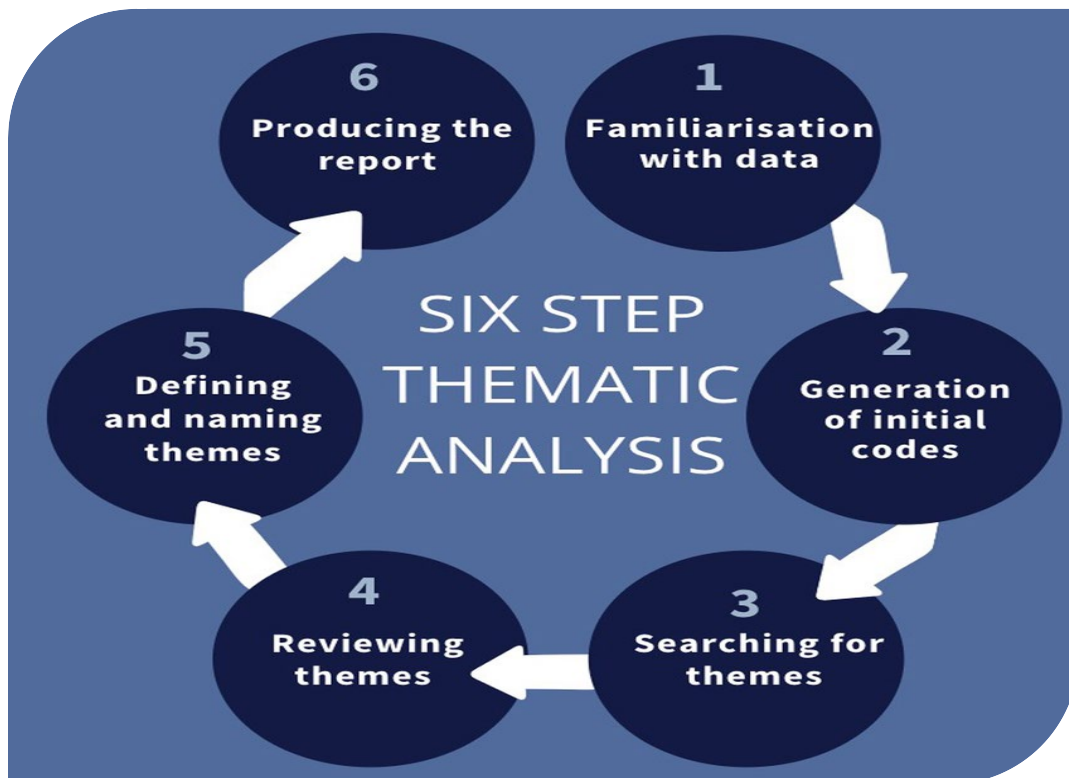 SIX STEP
THEMATIC
ANALYSIS
1
Familiarisation
with data
2
Generation
of initial
codes
3
Searching for
themes
4
Reviewing
themes
5
Defining
and naming
themes
6
Producing the
report